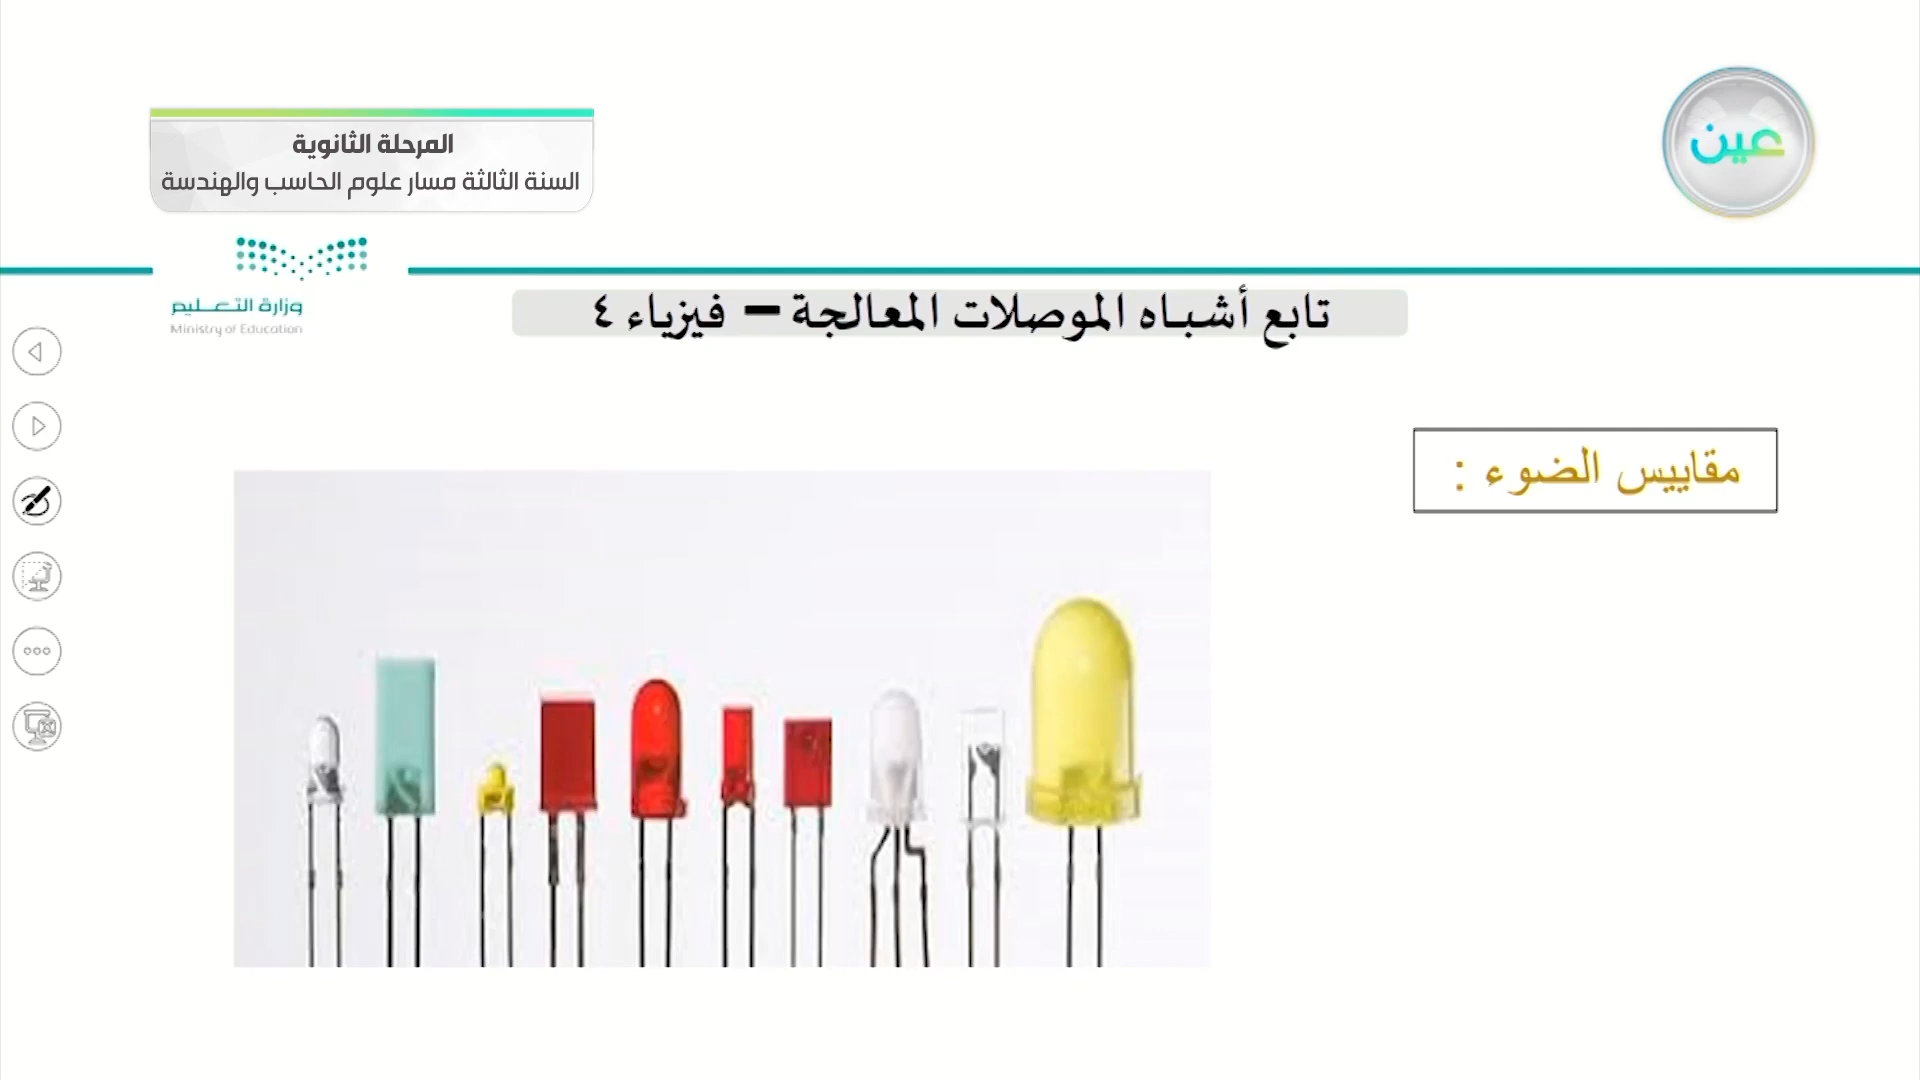 المرحلة الثانوية
السنة الثالثة مسار علوم الحاسب والهندسة
عين
وزارة التعليم
Ministry of Education
تابع أشباه الموصلات المعالجة – فيزياء ٤
مقاييس الضوء :